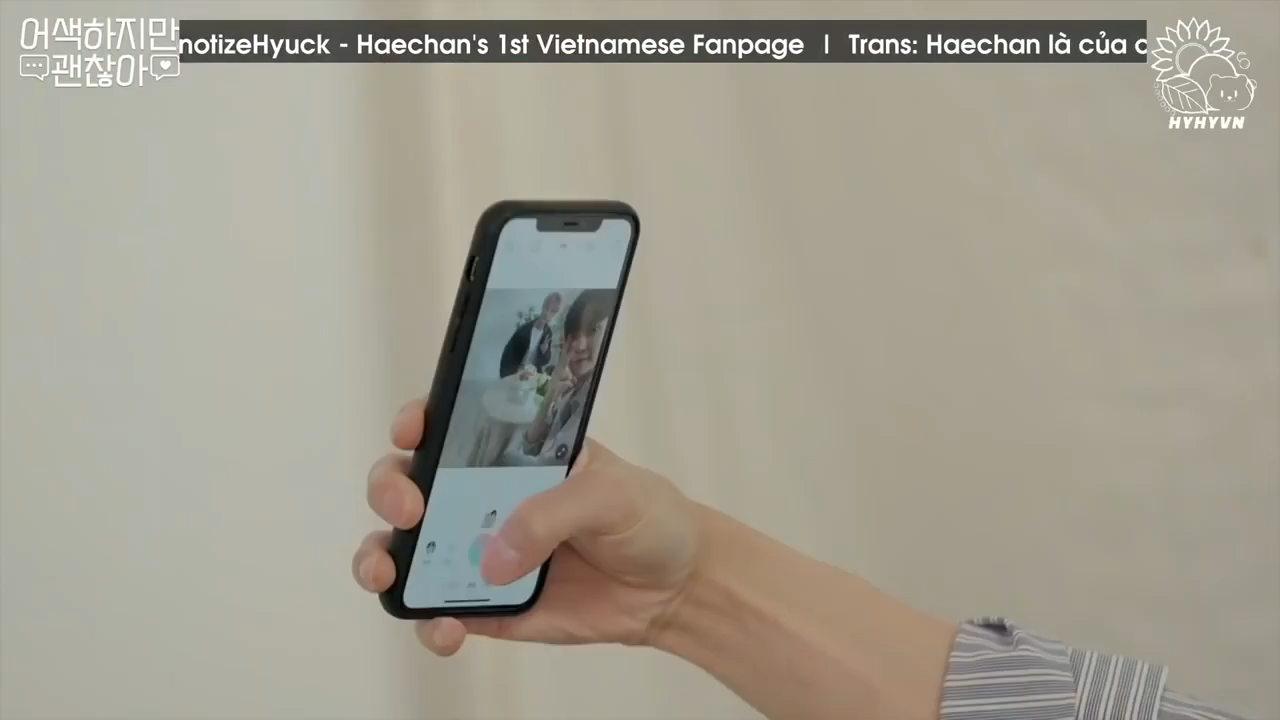 어색하지만
괜찮아
notizeHyuck - Haechan's 1st Vietnamese Fanpage | Trans: Haechan là của c
HYHYVN